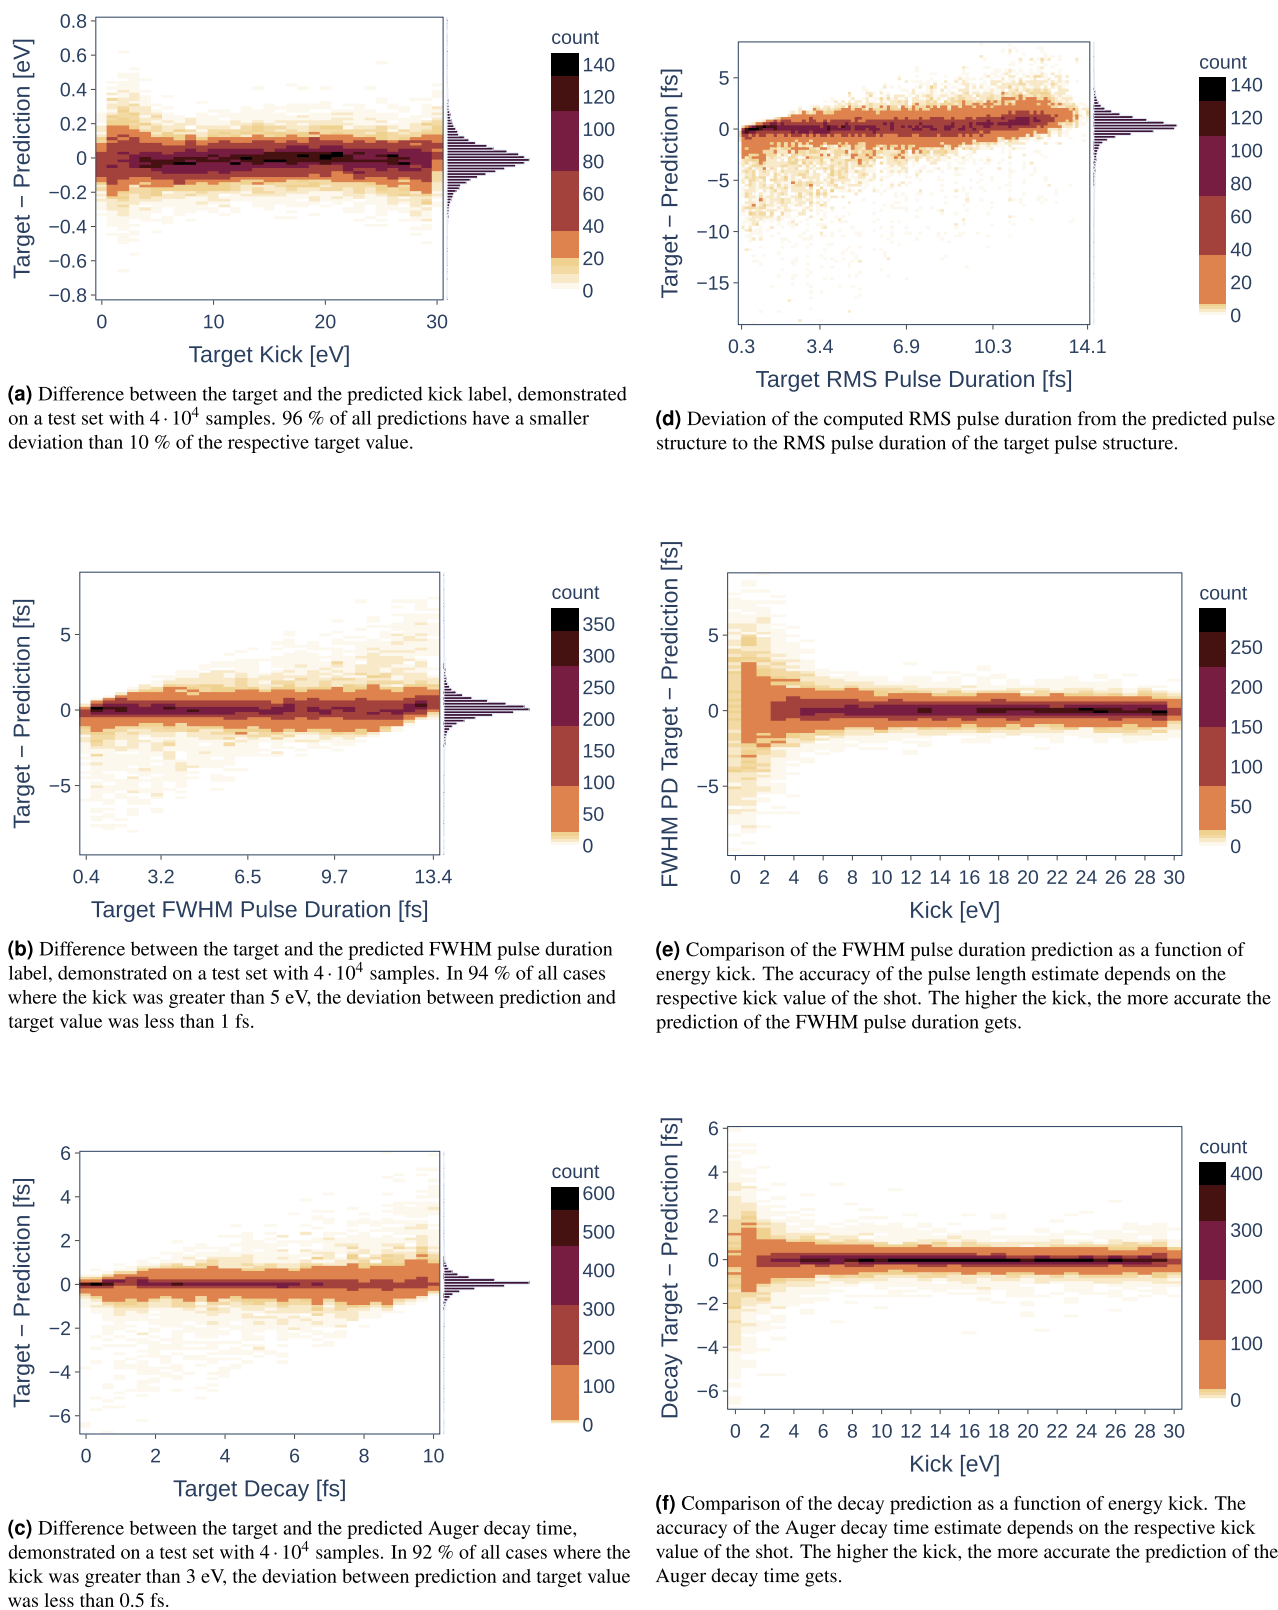 0.8
0.6
0.4
0.2
0
−0.2
−0.4
−0.6
−0.8
Target − Prediction [eV]
0 10 20 30
Target Kick [eV]
count
140
120
100
80
60
40
20
0
(a) Difference between the target and the predicted kick label, demonstrated
on a test set with 4 · 10⁴ samples. 96 % of all predictions have a smaller
deviation than 10 % of the respective target value.
5
0
−5
−10
−15
Target − Prediction [fs]
0.3 3.4 6.9 10.3 14.1
Target RMS Pulse Duration [fs]
count
140
120
100
80
60
40
20
0
(d) Deviation of the computed RMS pulse duration from the predicted pulse
structure to the RMS pulse duration of the target pulse structure.
5
0
−5
Target − Prediction [fs]
0.4 3.2 6.5 9.7 13.4
Target FWHM Pulse Duration [fs]
count
350
300
250
200
150
100
50
0
(b) Difference between the target and the predicted FWHM pulse duration
label, demonstrated on a test set with 4 · 10⁴ samples. In 94 % of all cases
where the kick was greater than 5 eV, the deviation between prediction and
target value was less than 1 fs.
5
0
−5
FWHM PD Target − Prediction [fs]
0 2 4 6 8 10 12 14 16 18 20 22 24 26 28 30
Kick [eV]
count
250
200
150
100
50
0
(e) Comparison of the FWHM pulse duration prediction as a function of
energy kick. The accuracy of the pulse length estimate depends on the
respective kick value of the shot. The higher the kick, the more accurate the
prediction of the FWHM pulse duration gets.
6
4
2
0
−2
−4
−6
Target − Prediction [fs]
0 2 4 6 8 10
Target Decay [fs]
count
600
500
400
300
200
100
0
(c) Difference between the target and the predicted Auger decay time,
demonstrated on a test set with 4 · 10⁴ samples. In 92 % of all cases where the
kick was greater than 3 eV, the deviation between prediction and target value
was less than 0.5 fs.
6
4
2
0
−2
−4
−6
Decay Target − Prediction [fs]
0 2 4 6 8 10 12 14 16 18 20 22 24 26 28 30
Kick [eV]
count
400
300
200
100
0
(f) Comparison of the decay prediction as a function of energy kick. The
accuracy of the Auger decay time estimate depends on the respective kick
value of the shot. The higher the kick, the more accurate the prediction of the
Auger decay time gets.